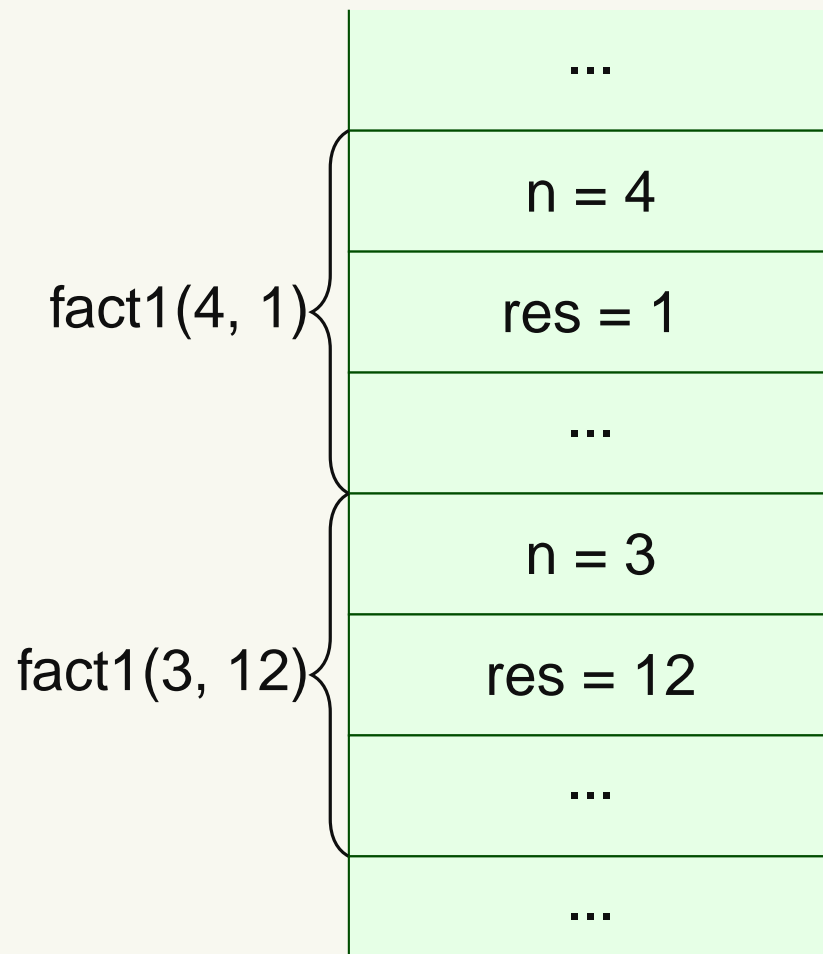 ...
n = 4
fact1(4, 1)
res = 1
...
n = 3
fact1(3, 12)
res = 12
...
...